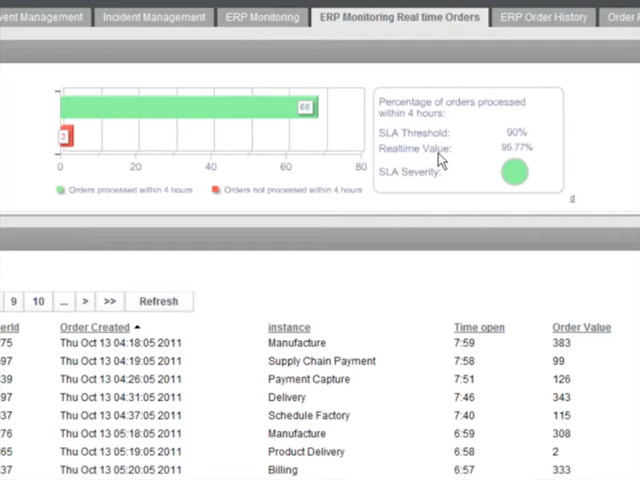 vent Management Incident Management ERP Monitoring ERP Monitoring Real time Orders ERP Order History Order
68
3
0 20 40 60 80
Orders processed within 4 hours Orders not processed within 4 hours
Percentage of orders processed
within 4 hours:
SLA Threshold: 90%
Realtime Value: 95.77%
SLA Severity:
d
9 10 ... > >> Refresh
erId Order Created instance Time open Order Value
75 Thu Oct 13 04:18:05 2011 Manufacture 7:59 383
97 Thu Oct 13 04:19:05 2011 Supply Chain Payment 7:58 99
39 Thu Oct 13 04:26:05 2011 Payment Capture 7:51 126
97 Thu Oct 13 04:31:05 2011 Delivery 7:46 343
37 Thu Oct 13 04:37:05 2011 Schedule Factory 7:40 115
76 Thu Oct 13 05:18:05 2011 Manufacture 6:59 308
65 Thu Oct 13 05:19:05 2011 Product Delivery 6:58 2
37 Thu Oct 13 05:20:05 2011 Billing 6:57 333